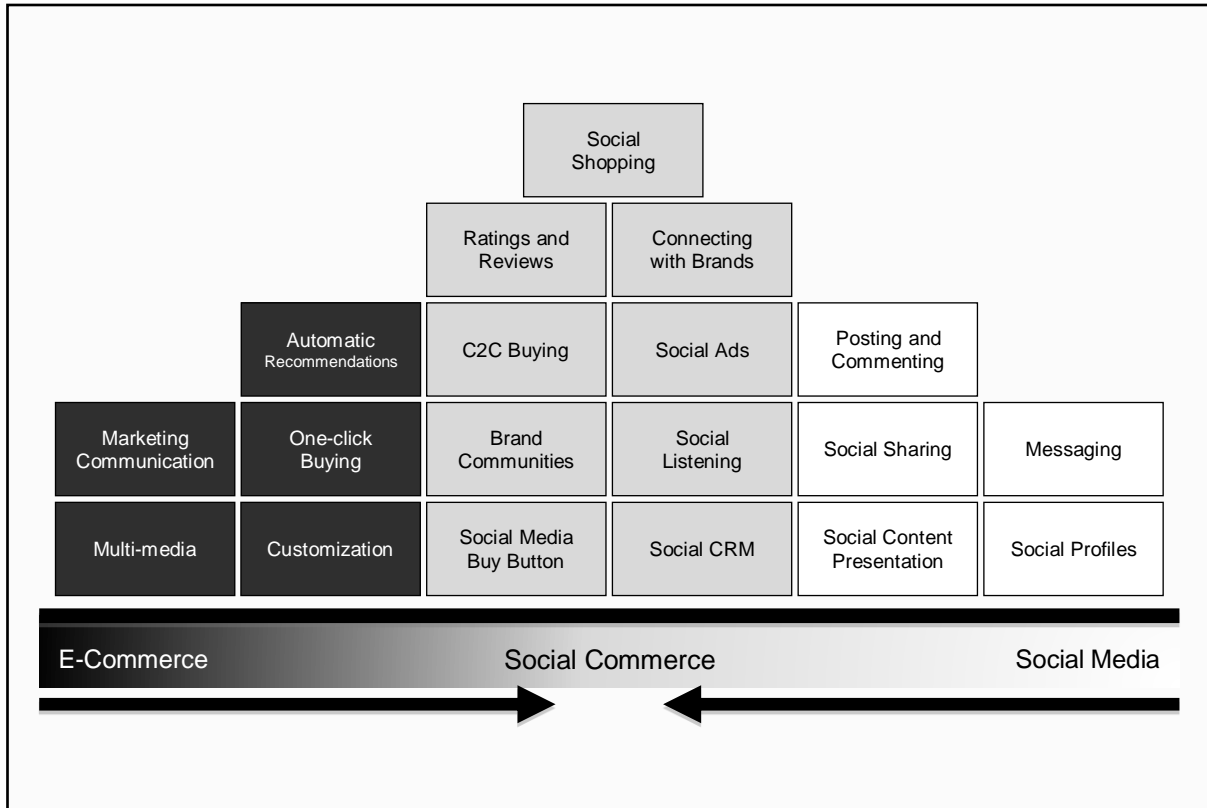 Social
Shopping
Ratings and
Reviews
Connecting
with Brands
Automatic
Recommendations
C2C Buying
Social Ads
Posting and
Commenting
Marketing
Communication
One-click
Buying
Brand
Communities
Social
Listening
Social Sharing
Messaging
Multi-media
Customization
Social Media
Buy Button
Social CRM
Social Content
Presentation
Social Profiles
E-Commerce
Social Commerce
Social Media